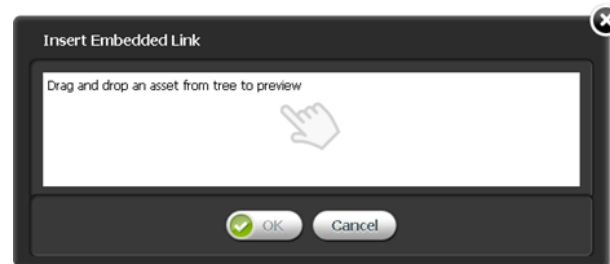 Insert Embedded Link
Drag and drop an asset from tree to preview
OK
Cancel